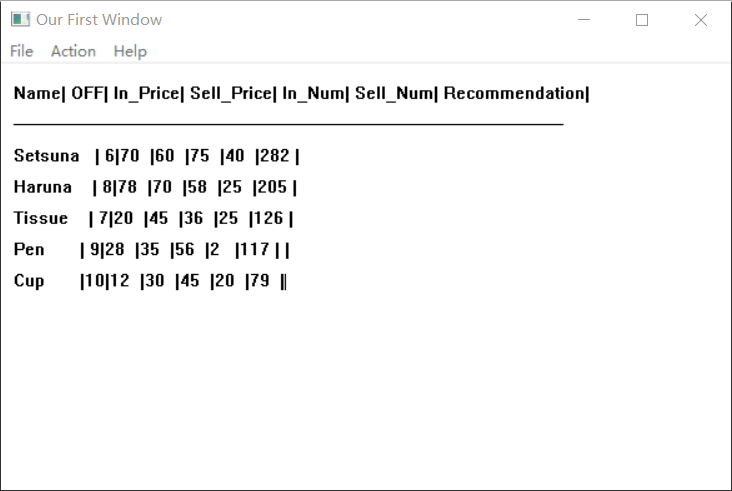 Our First Window
File Action Help
Name| OFF| In_Price| Sell_Price| In_Num| Sell_Num| Recommendation|
Setsuna | 6|70 |60 |75 |40 |282 |
Haruna | 8|78 |70 |58 |25 |205 |
Tissue | 7|20 |45 |36 |25 |126 |
Pen | 9|28 |35 |56 |2 |117 | |
Cup |10|12 |30 |45 |20 |79 ||